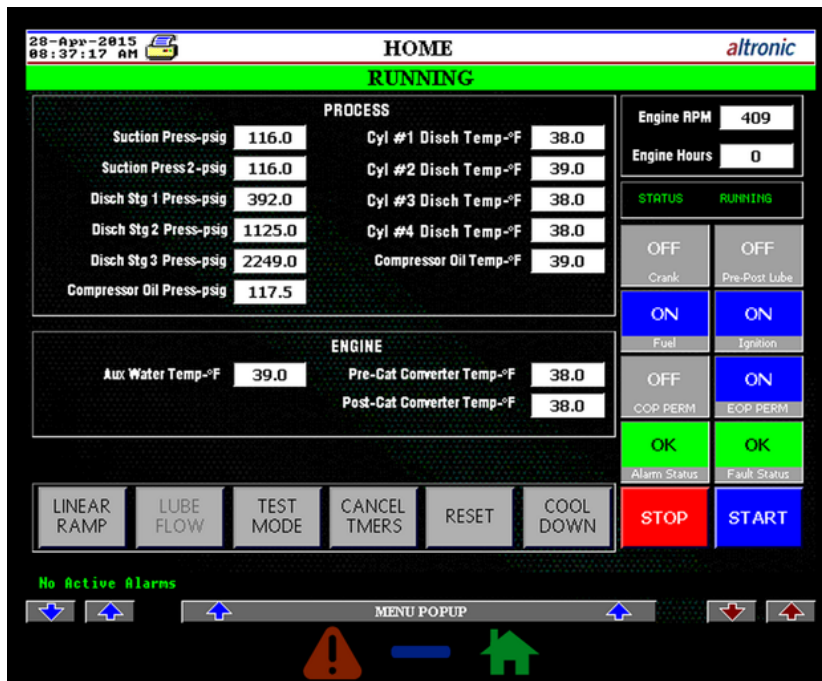 28-Apr-2015
08:37:17 AM
HOME
altronic
RUNNING
PROCESS
Suction Press-psig 116.0
Suction Press 2-psig 116.0
Disch Stg 1 Press-psig 392.0
Disch Stg 2 Press-psig 1125.0
Disch Stg 3 Press-psig 2249.0
Compressor Oil Press-psig 117.5
Cyl #1 Disch Temp-°F 38.0
Cyl #2 Disch Temp-°F 39.0
Cyl #3 Disch Temp-°F 38.0
Cyl #4 Disch Temp-°F 38.0
Compressor Oil Temp-°F 39.0
Engine RPM 409
Engine Hours 0
STATUS RUNNING
ENGINE
Aux Water Temp-°F 39.0
Pre-Cat Converter Temp-°F 38.0
Post-Cat Converter Temp-°F 38.0
OFF
Crank
OFF
Pre-Post Lube
ON
Fuel
ON
Ignition
OFF
COP PERM
ON
EOP PERM
OK
Alarm Status
OK
Fault Status
LINEAR
RAMP
LUBE
FLOW
TEST
MODE
CANCEL
TMERS
RESET
COOL
DOWN
STOP
START
No Active Alarms
MENU POPUP